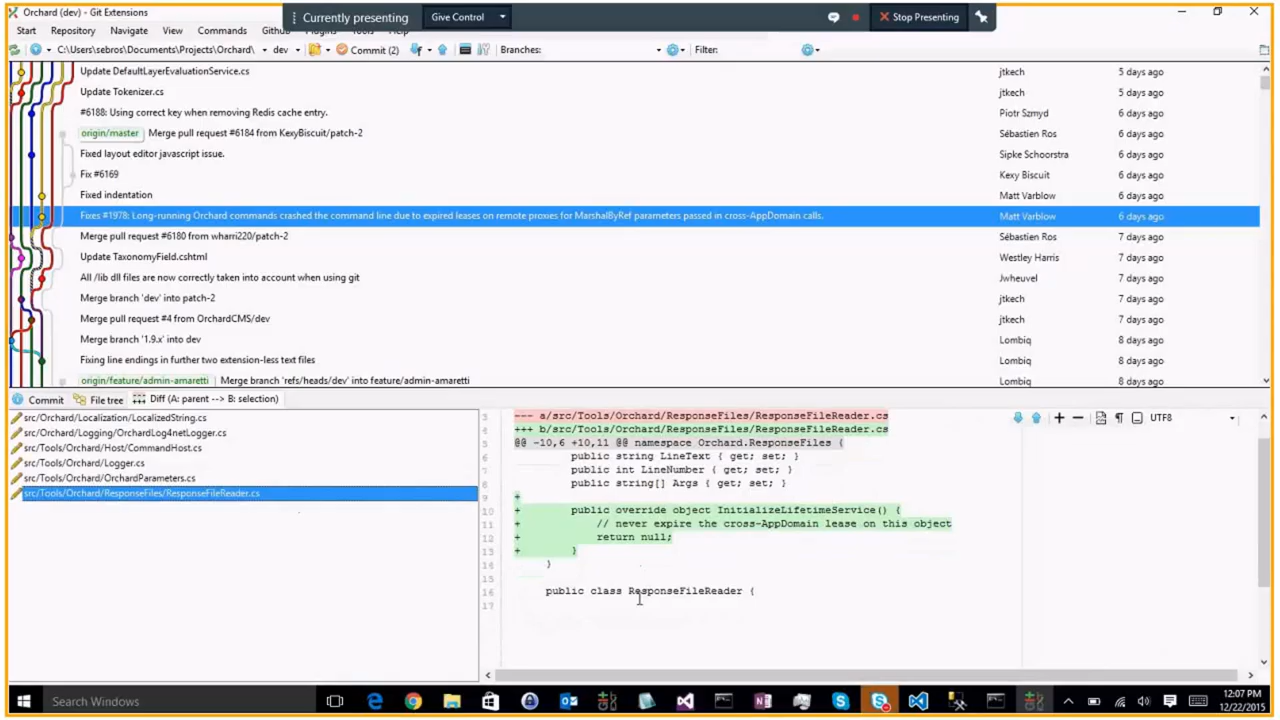 Orchard (dev) - Git Extensions
Currently presenting
Give Control
Stop Presenting
Start Repository Navigate View Commands Github Plugins Tools Help
C:\Users\sebros\Documents\Projects\Orchard\ dev Commit (2) Branches: Filter:
Update DefaultLayerEvaluationService.cs jtkech 5 days ago
Update Tokenizer.cs jtkech 5 days ago
#6188: Using correct key when removing Redis cache entry. Piotr Szmyd 6 days ago
origin/master Merge pull request #6184 from KexyBiscuit/patch-2 Sébastien Ros 6 days ago
Fixed layout editor javascript issue. Sipke Schoorstra 6 days ago
Fix #6169 Kexy Biscuit 6 days ago
Fixed indentation Matt Varblow 6 days ago
Fixes #1978: Long-running Orchard commands crashed the command line due to expired leases on remote proxies for MarshalByRef parameters passed in cross-AppDomain calls. Matt Varblow 6 days ago
Merge pull request #6180 from wharri220/patch-2 Sébastien Ros 7 days ago
Update TaxonomyField.cshtml Westley Harris 7 days ago
All /lib dll files are now correctly taken into account when using git Jwheuvel 7 days ago
Merge branch 'dev' into patch-2 jtkech 7 days ago
Merge pull request #4 from OrchardCMS/dev jtkech 7 days ago
Merge branch '1.9.x' into dev Lombiq 8 days ago
Fixing line endings in further two extension-less text files Lombiq 8 days ago
origin/feature/admin-amaretti Merge branch 'refs/heads/dev' into feature/admin-amaretti Lombiq 8 days ago
Commit File tree Diff (A: parent --> B: selection)
src/Orchard/Localization/LocalizedString.cs
src/Orchard/Logging/OrchardLog4netLogger.cs
src/Tools/Orchard/Host/CommandHost.cs
src/Tools/Orchard/Logger.cs
src/Tools/Orchard/OrchardParameters.cs
src/Tools/Orchard/ResponseFiles/ResponseFileReader.cs
UTF8
3 --- a/src/Tools/Orchard/ResponseFiles/ResponseFileReader.cs
4 +++ b/src/Tools/Orchard/ResponseFiles/ResponseFileReader.cs
5 @@ -10,6 +10,11 @@ namespace Orchard.ResponseFiles {
6 public string LineText { get; set; }
7 public int LineNumber { get; set; }
8 public string[] Args { get; set; }
9 +
10 + public override object InitializeLifetimeService() {
11 + // never expire the cross-AppDomain lease on this object
12 + return null;
13 + }
14 }
15
16 public class ResponseFileReader {
17
Search Windows
12:07 PM
12/22/2015